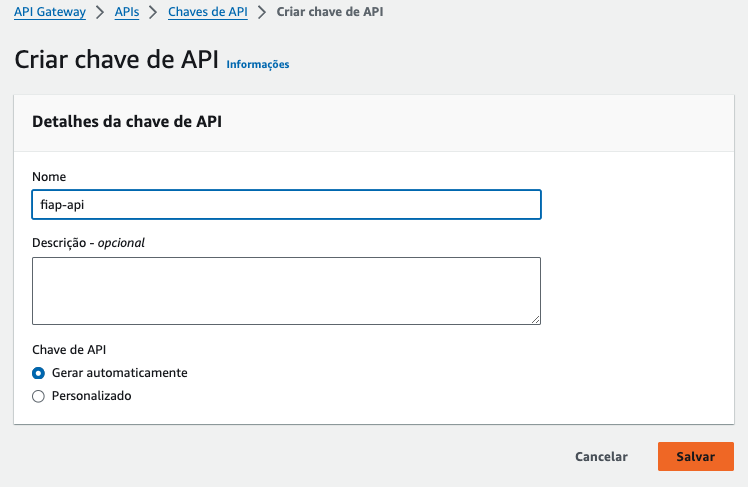 API Gateway > APIs > Chaves de API > Criar chave de API
Criar chave de API Informações
Detalhes da chave de API
Nome
fiap-api
Descrição - opcional
Chave de API
Gerar automaticamente
Personalizado
Cancelar Salvar